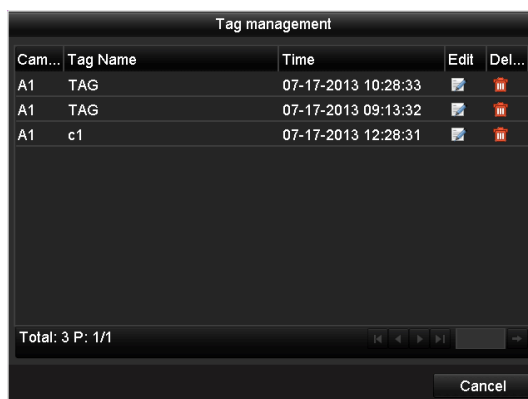 Tag management
Cam... Tag Name Time Edit Del...
A1 TAG 07-17-2013 10:28:33
A1 TAG 07-17-2013 09:13:32
A1 c1 07-17-2013 12:28:31
Total: 3 P: 1/1
Cancel